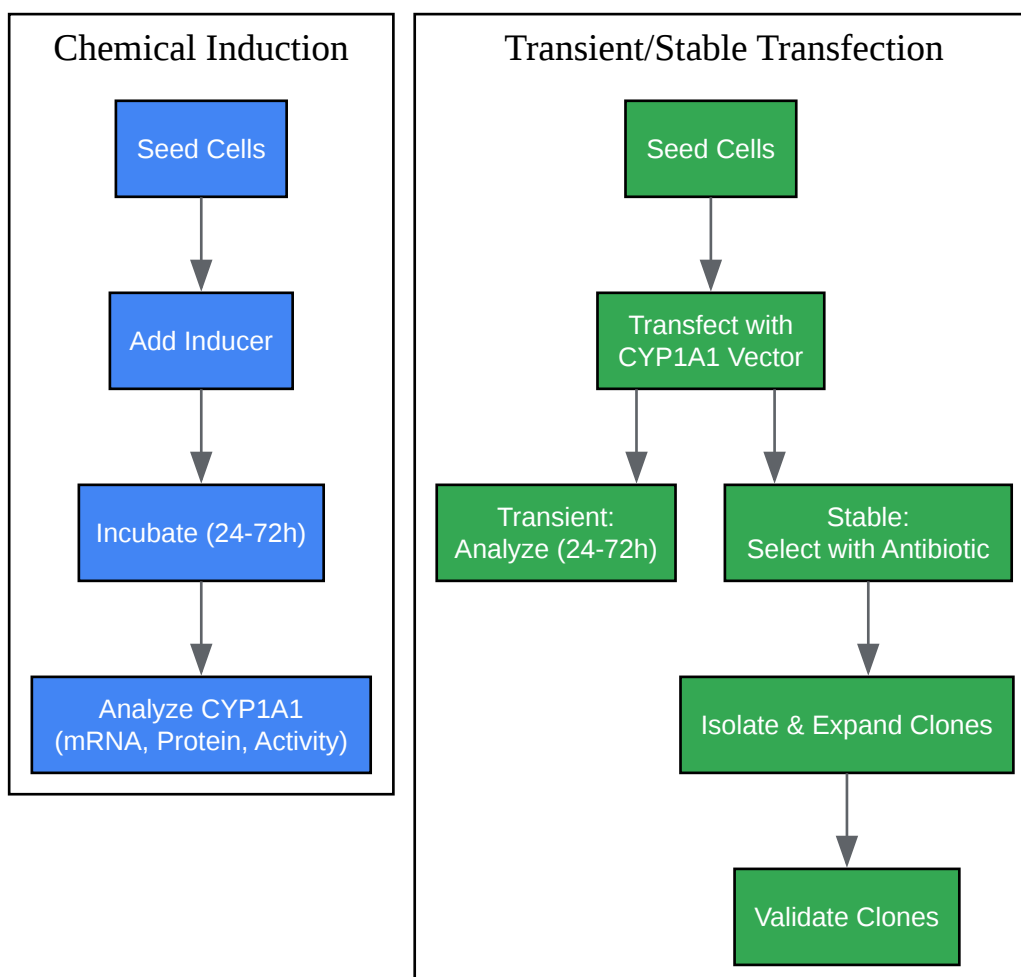 Chemical Induction
Seed Cells
Add Inducer
Incubate (24-72h)
Analyze CYP1A1
(mRNA, Protein, Activity)
Transient/Stable Transfection
Seed Cells
Transfect with
CYP1A1 Vector
Transient:
Analyze (24-72h)
Stable:
Select with Antibiotic
Isolate & Expand Clones
Validate Clones